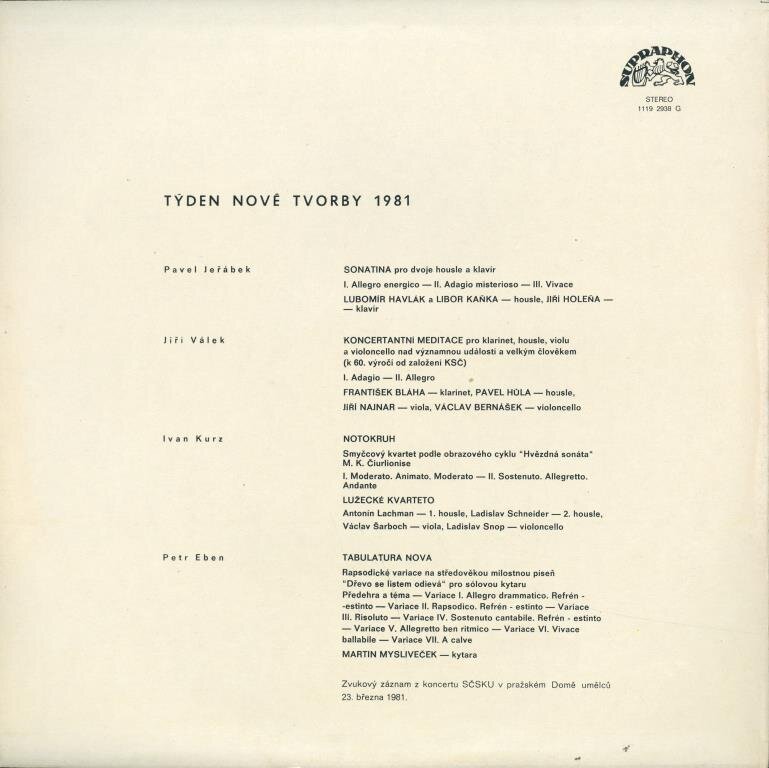 SUPRAPHON
STEREO
1119 2938 G
TÝDEN NOVÉ TVORBY 1981
Pavel Jeřábek
SONATINA pro dvoje housle a klavír
I. Allegro energico — II. Adagio misterioso — III. Vivace
LUBOMÍR HAVLÁK a LIBOR KAŇKA — housle, JIŘÍ HOLEŇA —
— klavír
Jiří Válek
KONCERTANTNÍ MEDITACE pro klarinet, housle, violu
a violoncello nad významnou událostí a velkým člověkem
(k 60. výročí od založení KSČ)
I. Adagio — II. Allegro
FRANTIŠEK BLÁHA — klarinet, PAVEL HŮLA — housle,
JIŘÍ NAJNAR — viola, VÁCLAV BERNÁŠEK — violoncello
Ivan Kurz
NOTOKRUH
Smyčcový kvartet podle obrazového cyklu "Hvězdná sonáta"
M. K. Čiurlionise
I. Moderato. Animato. Moderato — II. Sostenuto. Allegretto.
Andante
LUŽECKÉ KVARTETO
Antonín Lachman — 1. housle, Ladislav Schneider — 2. housle,
Václav Šarboch — viola, Ladislav Snop — violoncello
Petr Eben
TABULATURA NOVA
Rapsodické variace na středověkou milostnou píseň
"Dřevo se listem odievá" pro sólovou kytaru
Předehra a téma — Variace I. Allegro drammatico. Refrén -
-estinto — Variace II. Rapsodico. Refrén - estinto — Variace
III. Risoluto — Variace IV. Sostenuto cantabile. Refrén - estinto
— Variace V. Allegretto ben ritmico — Variace VI. Vivace
ballabile — Variace VII. A calve
MARTIN MYSLIVEČEK — kytara
Zvukový záznam z koncertu SČSKU v pražském Domě umělců
23. března 1981.